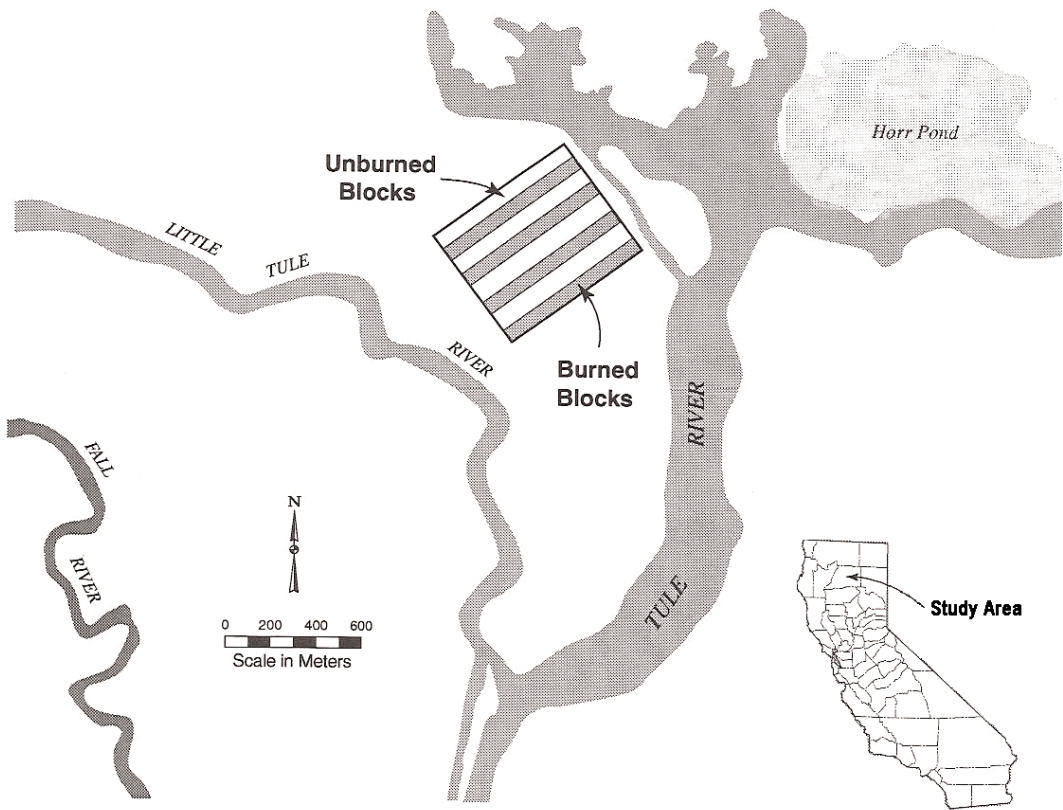 Horr Pond
Unburned
Blocks
LITTLE
TULE
RIVER
Burned
Blocks
RIVER
FALL
N
RIVER
TULE
Study Area
0 200 400 600
Scale in Meters